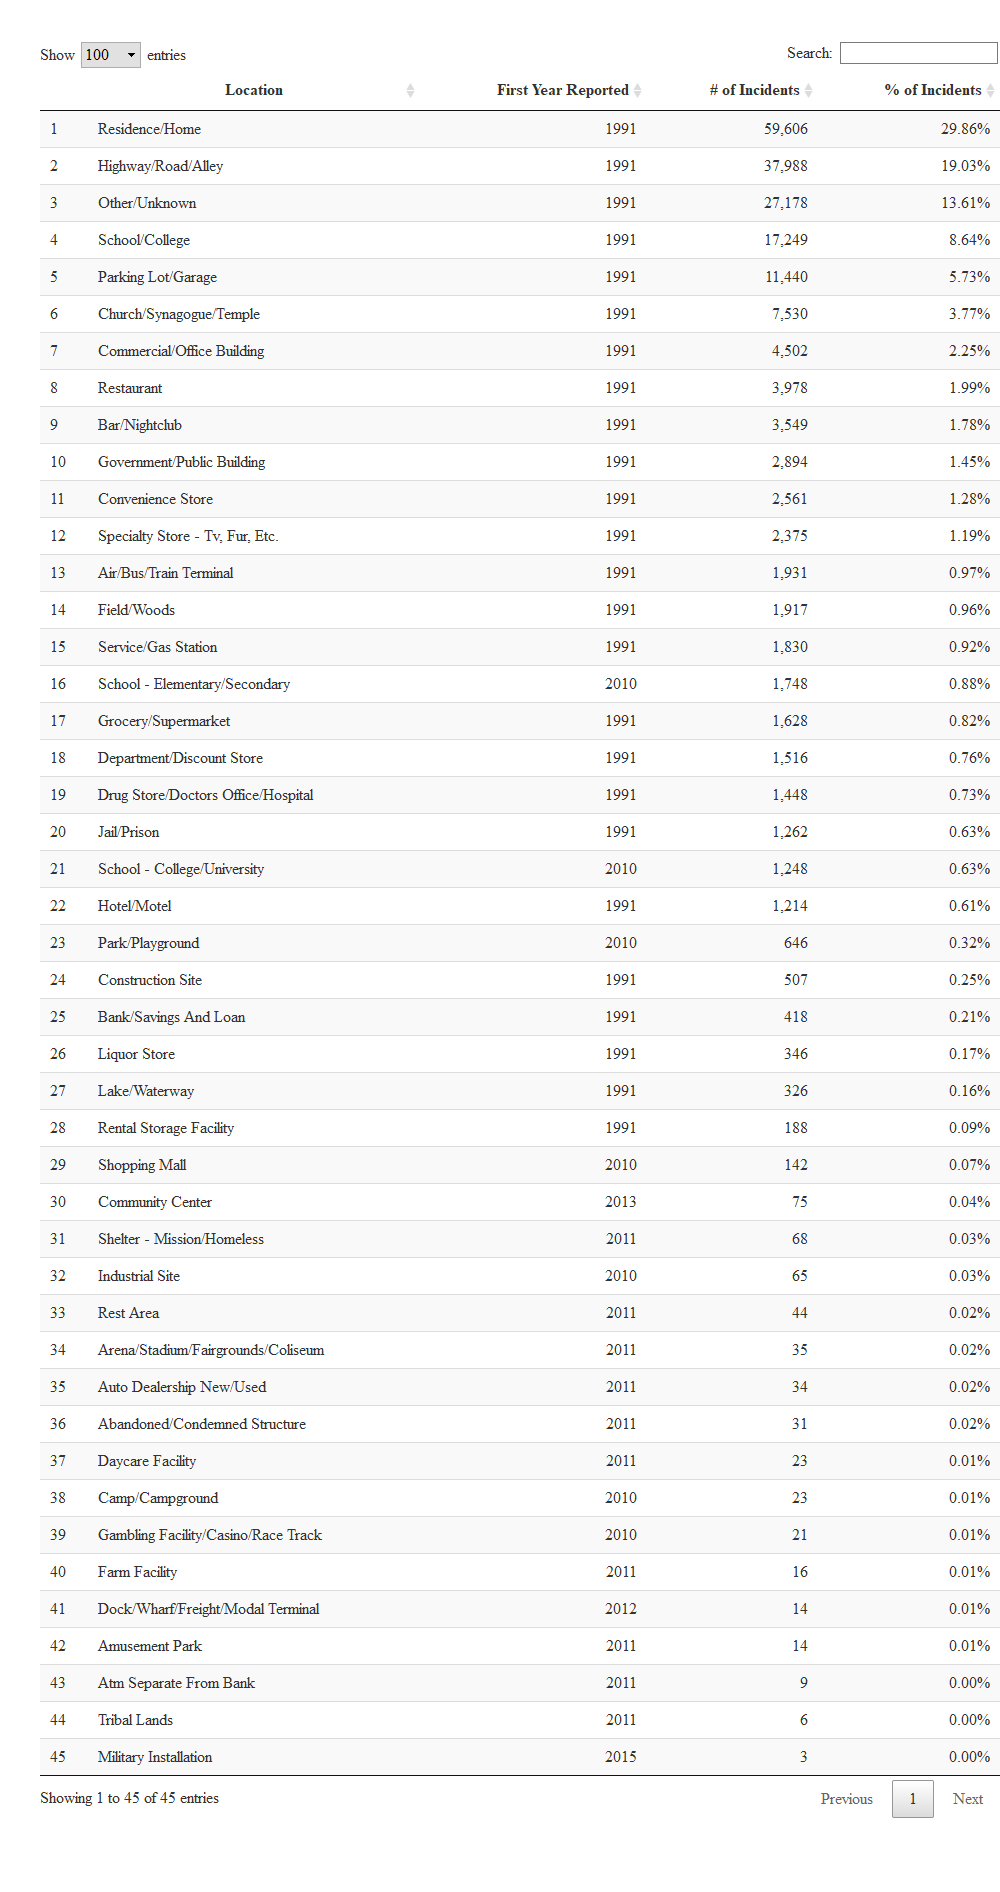 Show 100 entries Search:
Location First Year Reported # of Incidents % of Incidents
1 Residence/Home 1991 59,606 29.86%
2 Highway/Road/Alley 1991 37,988 19.03%
3 Other/Unknown 1991 27,178 13.61%
4 School/College 1991 17,249 8.64%
5 Parking Lot/Garage 1991 11,440 5.73%
6 Church/Synagogue/Temple 1991 7,530 3.77%
7 Commercial/Office Building 1991 4,502 2.25%
8 Restaurant 1991 3,978 1.99%
9 Bar/Nightclub 1991 3,549 1.78%
10 Government/Public Building 1991 2,894 1.45%
11 Convenience Store 1991 2,561 1.28%
12 Specialty Store - Tv, Fur, Etc. 1991 2,375 1.19%
13 Air/Bus/Train Terminal 1991 1,931 0.97%
14 Field/Woods 1991 1,917 0.96%
15 Service/Gas Station 1991 1,830 0.92%
16 School - Elementary/Secondary 2010 1,748 0.88%
17 Grocery/Supermarket 1991 1,628 0.82%
18 Department/Discount Store 1991 1,516 0.76%
19 Drug Store/Doctors Office/Hospital 1991 1,448 0.73%
20 Jail/Prison 1991 1,262 0.63%
21 School - College/University 2010 1,248 0.63%
22 Hotel/Motel 1991 1,214 0.61%
23 Park/Playground 2010 646 0.32%
24 Construction Site 1991 507 0.25%
25 Bank/Savings And Loan 1991 418 0.21%
26 Liquor Store 1991 346 0.17%
27 Lake/Waterway 1991 326 0.16%
28 Rental Storage Facility 1991 188 0.09%
29 Shopping Mall 2010 142 0.07%
30 Community Center 2013 75 0.04%
31 Shelter - Mission/Homeless 2011 68 0.03%
32 Industrial Site 2010 65 0.03%
33 Rest Area 2011 44 0.02%
34 Arena/Stadium/Fairgrounds/Coliseum 2011 35 0.02%
35 Auto Dealership New/Used 2011 34 0.02%
36 Abandoned/Condemned Structure 2011 31 0.02%
37 Daycare Facility 2011 23 0.01%
38 Camp/Campground 2010 23 0.01%
39 Gambling Facility/Casino/Race Track 2010 21 0.01%
40 Farm Facility 2011 16 0.01%
41 Dock/Wharf/Freight/Modal Terminal 2012 14 0.01%
42 Amusement Park 2011 14 0.01%
43 Atm Separate From Bank 2011 9 0.00%
44 Tribal Lands 2011 6 0.00%
45 Military Installation 2015 3 0.00%
Showing 1 to 45 of 45 entries Previous 1 Next